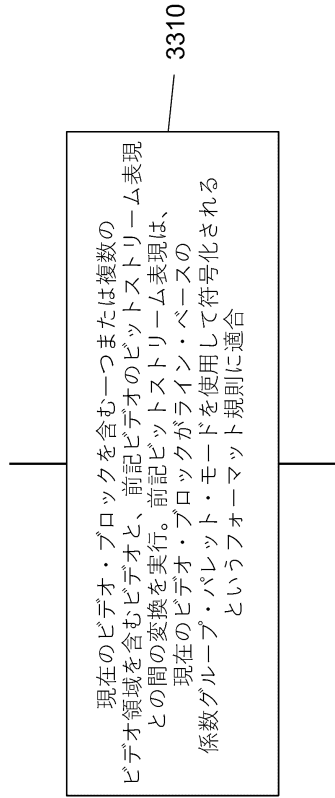 3310
現在のビデオ・ブロックを含む一つまたは複数の
ビデオ領域を含むビデオと、前記ビデオのビットストリーム表現
との間の変換を実行。前記ビットストリーム表現は、
現在のビデオ・ブロックがライン・ベースの
係数グループ・パレット・モードを使用して符号化される
というフォーマット規則に適合